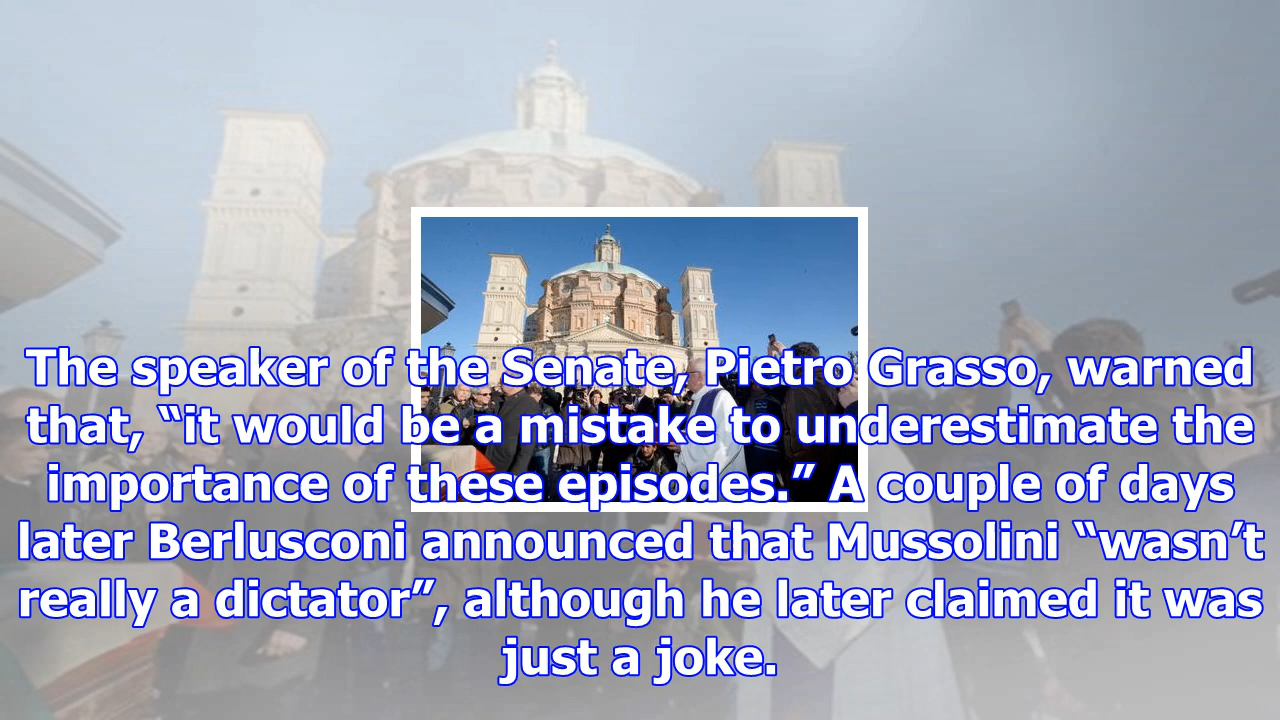 The speaker of the Senate, Pietro Grasso, warned
that, “it would be a mistake to underestimate the
importance of these episodes.” A couple of days
later Berlusconi announced that Mussolini “wasn’t
really a dictator”, although he later claimed it was
just a joke.